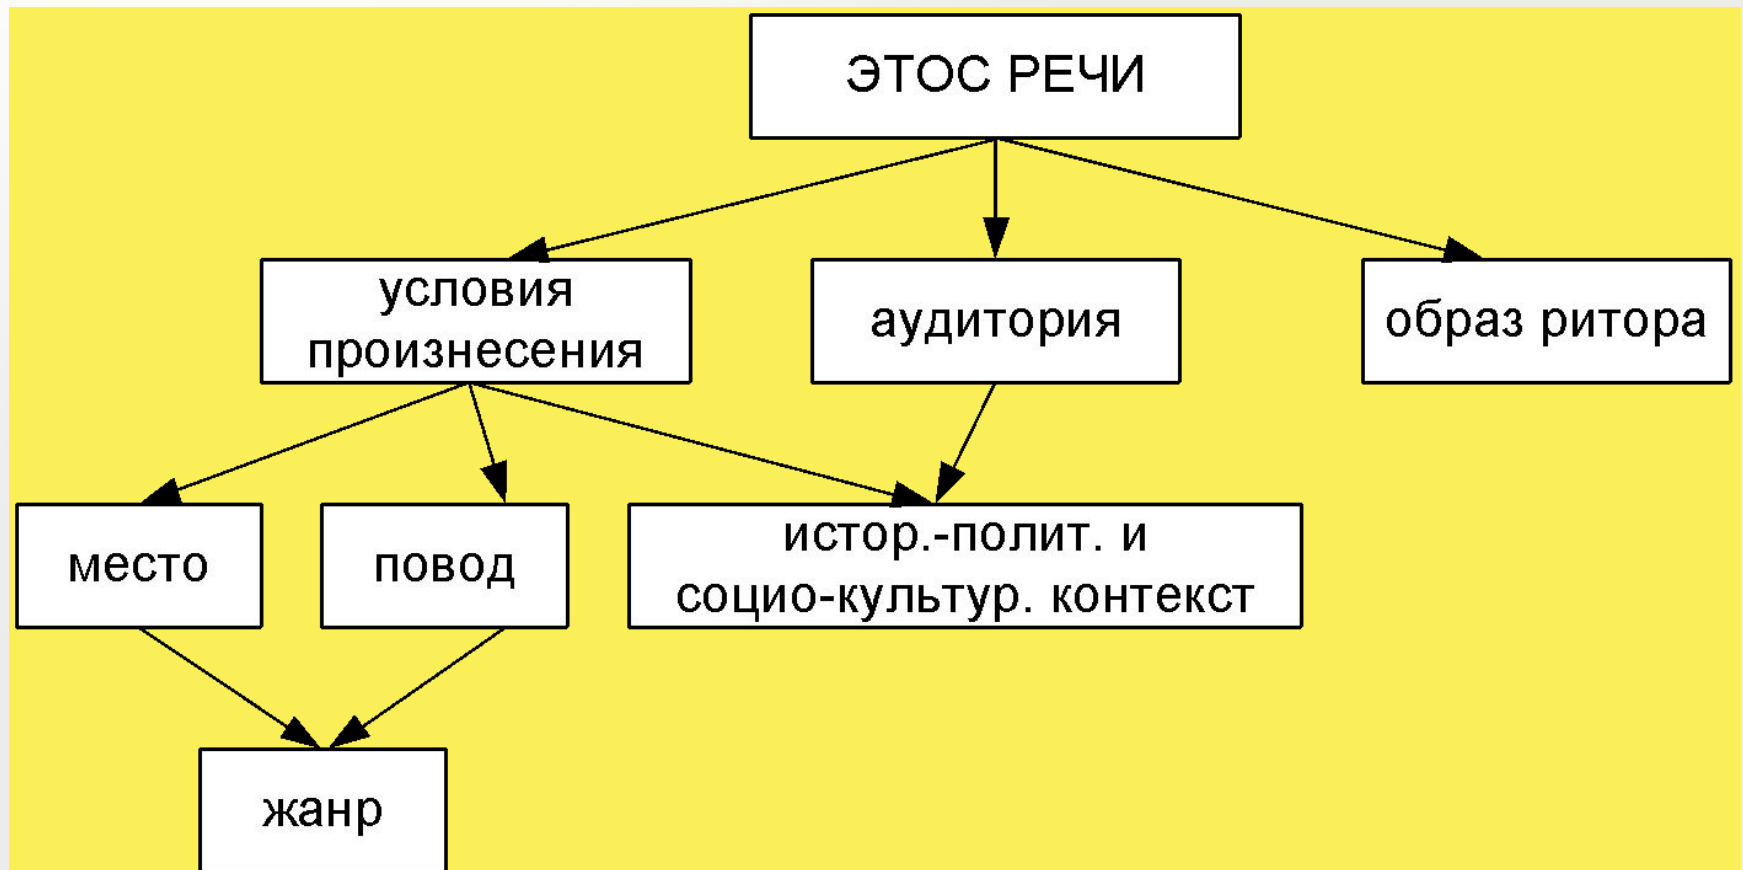 ЭТОС РЕЧИ
условия
произнесения
аудитория
образ ритора
место
повод
истор.-полит. и
социо-культур. контекст
жанр